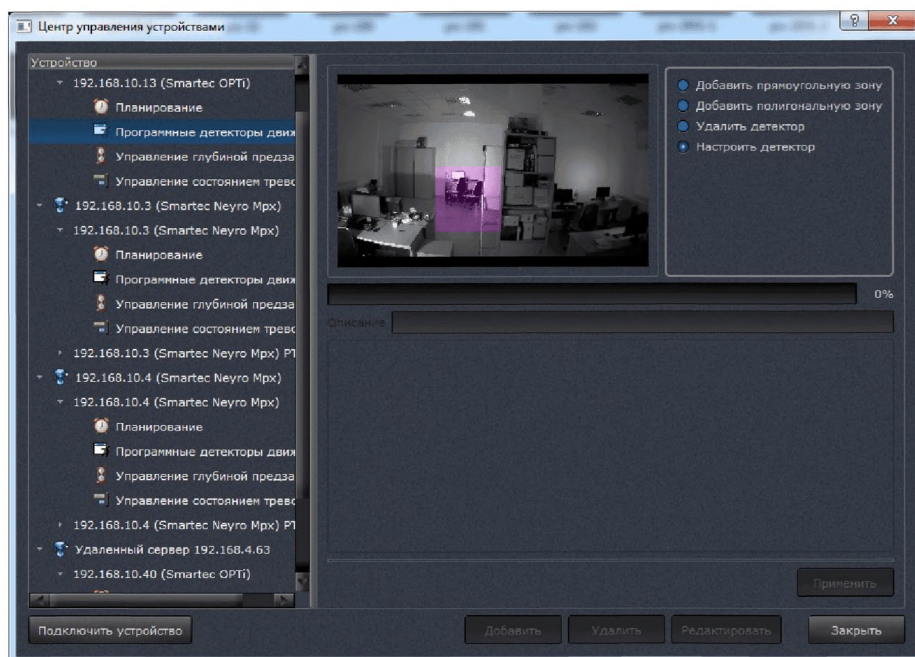 Центр управления устройствами
Устройство
192.168.10.13 (Smartec OPTi)
Планирование
Программные детекторы движ
Управление глубиной предза
Управление состоянием тревс
192.168.10.3 (Smartec Neyro Mpx)
192.168.10.3 (Smartec Neyro Mpx)
Планирование
Программные детекторы движ
Управление глубиной предза
Управление состоянием тревс
192.168.10.3 (Smartec Neyro Mpx) PT
192.168.10.4 (Smartec Neyro Mpx)
192.168.10.4 (Smartec Neyro Mpx)
Планирование
Программные детекторы движ
Управление глубиной предза
Управление состоянием тревс
192.168.10.4 (Smartec Neyro Mpx) PT
Удаленный сервер 192.168.4.63
192.168.10.40 (Smartec OPTi)
Добавить прямоугольную зону
Добавить полигональную зону
Удалить детектор
Настроить детектор
0%
Описание
Применить
Подключить устройство
Добавить
Удалить
Редактировать
Закрыть